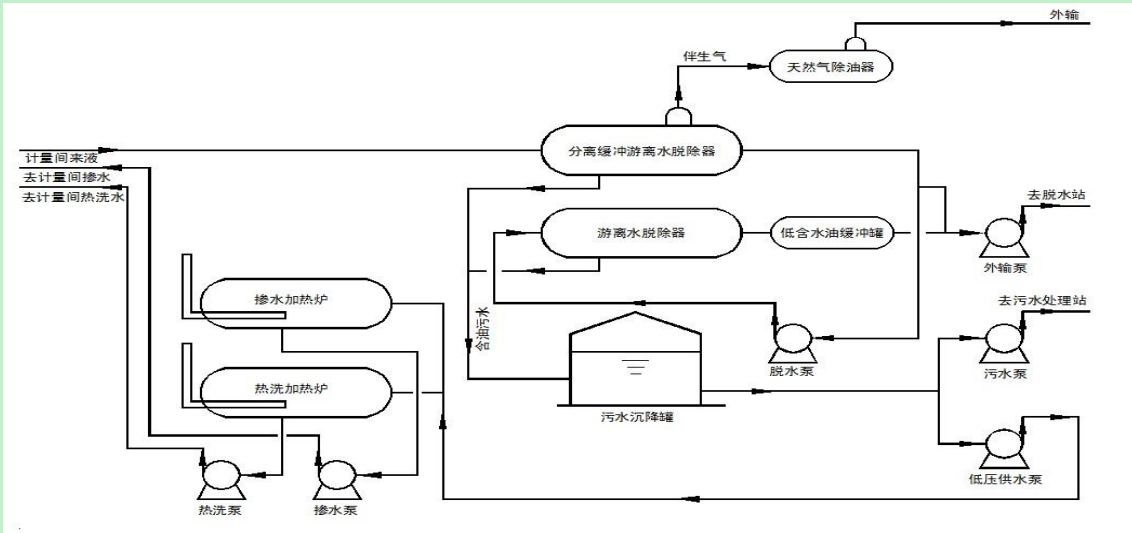 外输
伴生气
天然气除油器
分离缓冲游离水脱除器
计量间来液
去计量间掺水
去计量间热洗水
去脱水站
游离水脱除器
低含水油缓冲罐
外输泵
掺水加热炉
去污水处理站
含油污水
脱水泵
污水泵
热洗加热炉
污水沉降罐
低压供水泵
热洗泵
掺水泵